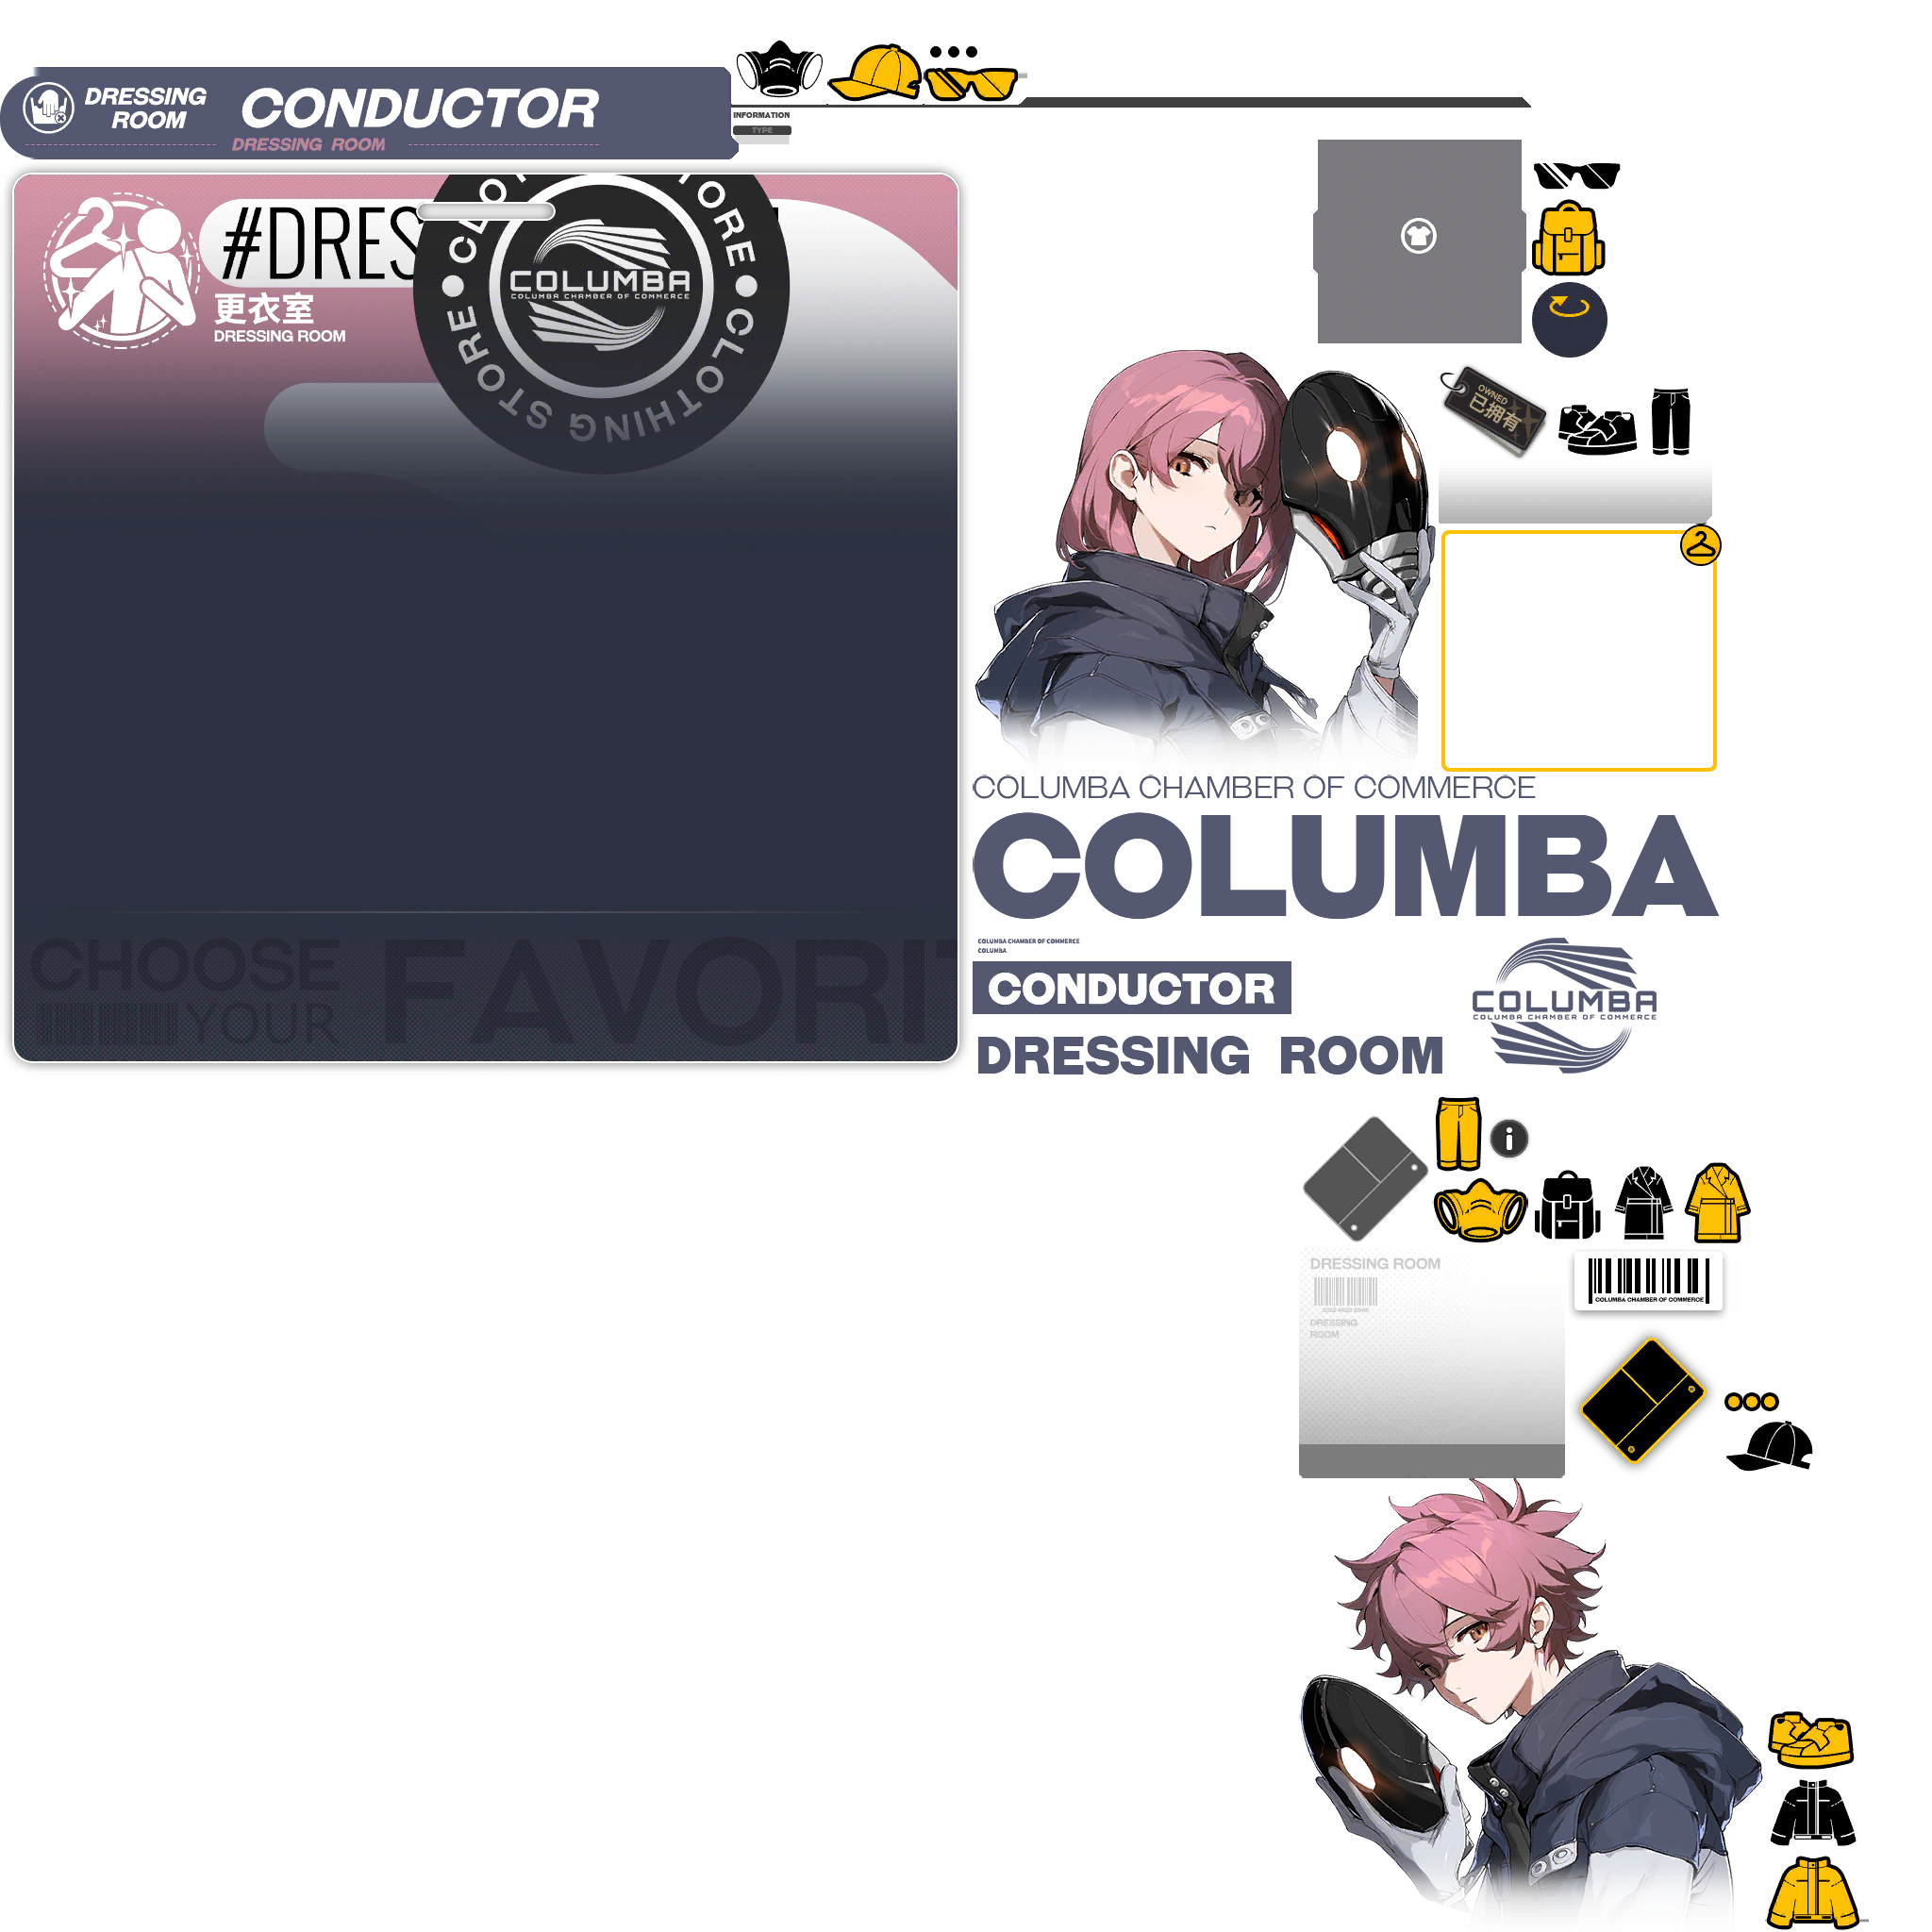 DRESSING
ROOM
CONDUCTOR
DRESSING ROOM
INFORMATION
TYPE
#DRES
更衣室
DRESSING ROOM
CLOTHING STORE
COLUMBA
COLUMBA CHAMBER OF COMMERCE
CHOOSE
YOUR
FAVORIT
OWNED
已拥有
COLUMBA CHAMBER OF COMMERCE
COLUMBA
COLUMBA CHAMBER OF COMMERCE
COLUMBA
CONDUCTOR
DRESSING ROOM
COLUMBA
COLUMBA CHAMBER OF COMMERCE
DRESSING ROOM
DRESSING
ROOM
COLUMBA CHAMBER OF COMMERCE